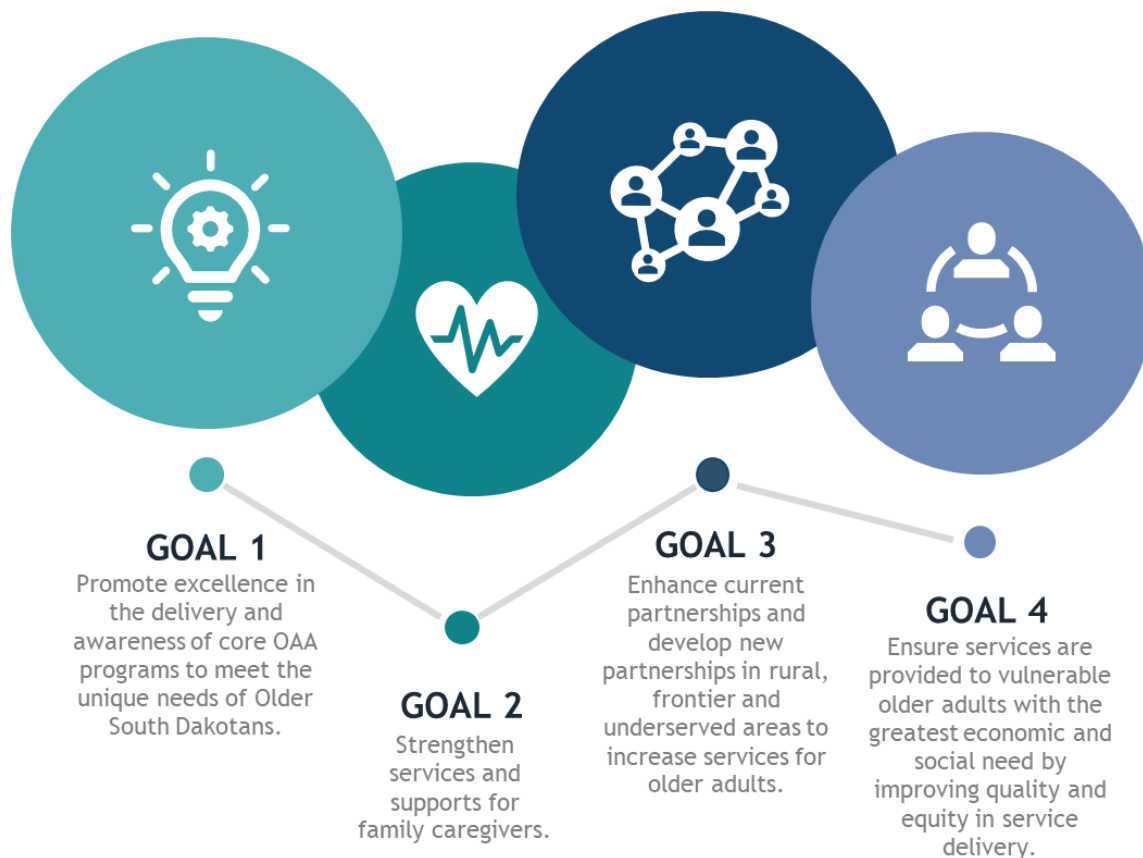 GOAL 1
Promote excellence in
the delivery and
awareness of core OAA
programs to meet the
unique needs of Older
South Dakotans.
GOAL 2
Strengthen
services and
supports for
family caregivers.
GOAL 3
Enhance current
partnerships and
develop new
partnerships in rural,
frontier and
underserved areas to
increase services for
older adults.
GOAL 4
Ensure services are
provided to vulnerable
older adults with the
greatest economic and
social need by
improving quality and
equity in service
delivery.